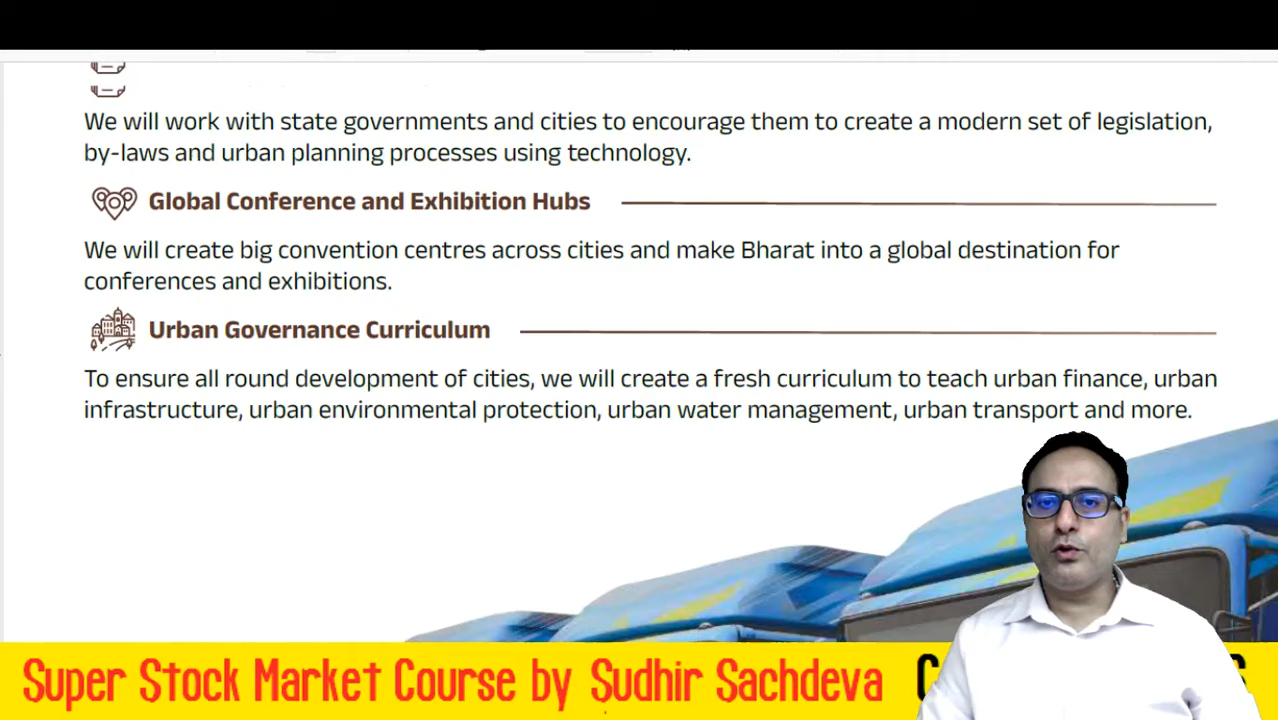 We will work with state governments and cities to encourage them to create a modern set of legislation,
by-laws and urban planning processes using technology.
Global Conference and Exhibition Hubs
We will create big convention centres across cities and make Bharat into a global destination for
conferences and exhibitions.
Urban Governance Curriculum
To ensure all round development of cities, we will create a fresh curriculum to teach urban finance, urban
infrastructure, urban environmental protection, urban water management, urban transport and more.
Super Stock Market Course by Sudhir Sachdeva